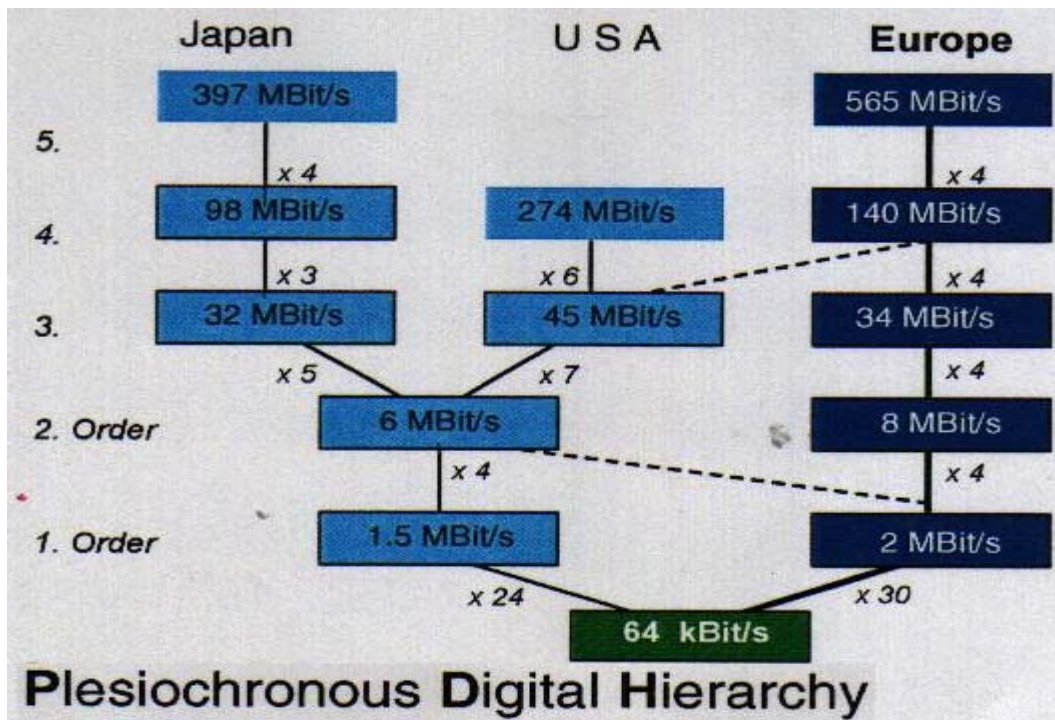 Japan USA Europe
397 MBit/s 565 MBit/s
5.
x 4 x 4
98 MBit/s 274 MBit/s 140 MBit/s
4.
x 3 x 6 x 4
32 MBit/s 45 MBit/s 34 MBit/s
3.
x 5 x 7 x 4
6 MBit/s 8 MBit/s
2. Order
x 4 x 4
1.5 MBit/s 2 MBit/s
1. Order
x 24 x 30
64 kBit/s
Plesiochronous Digital Hierarchy